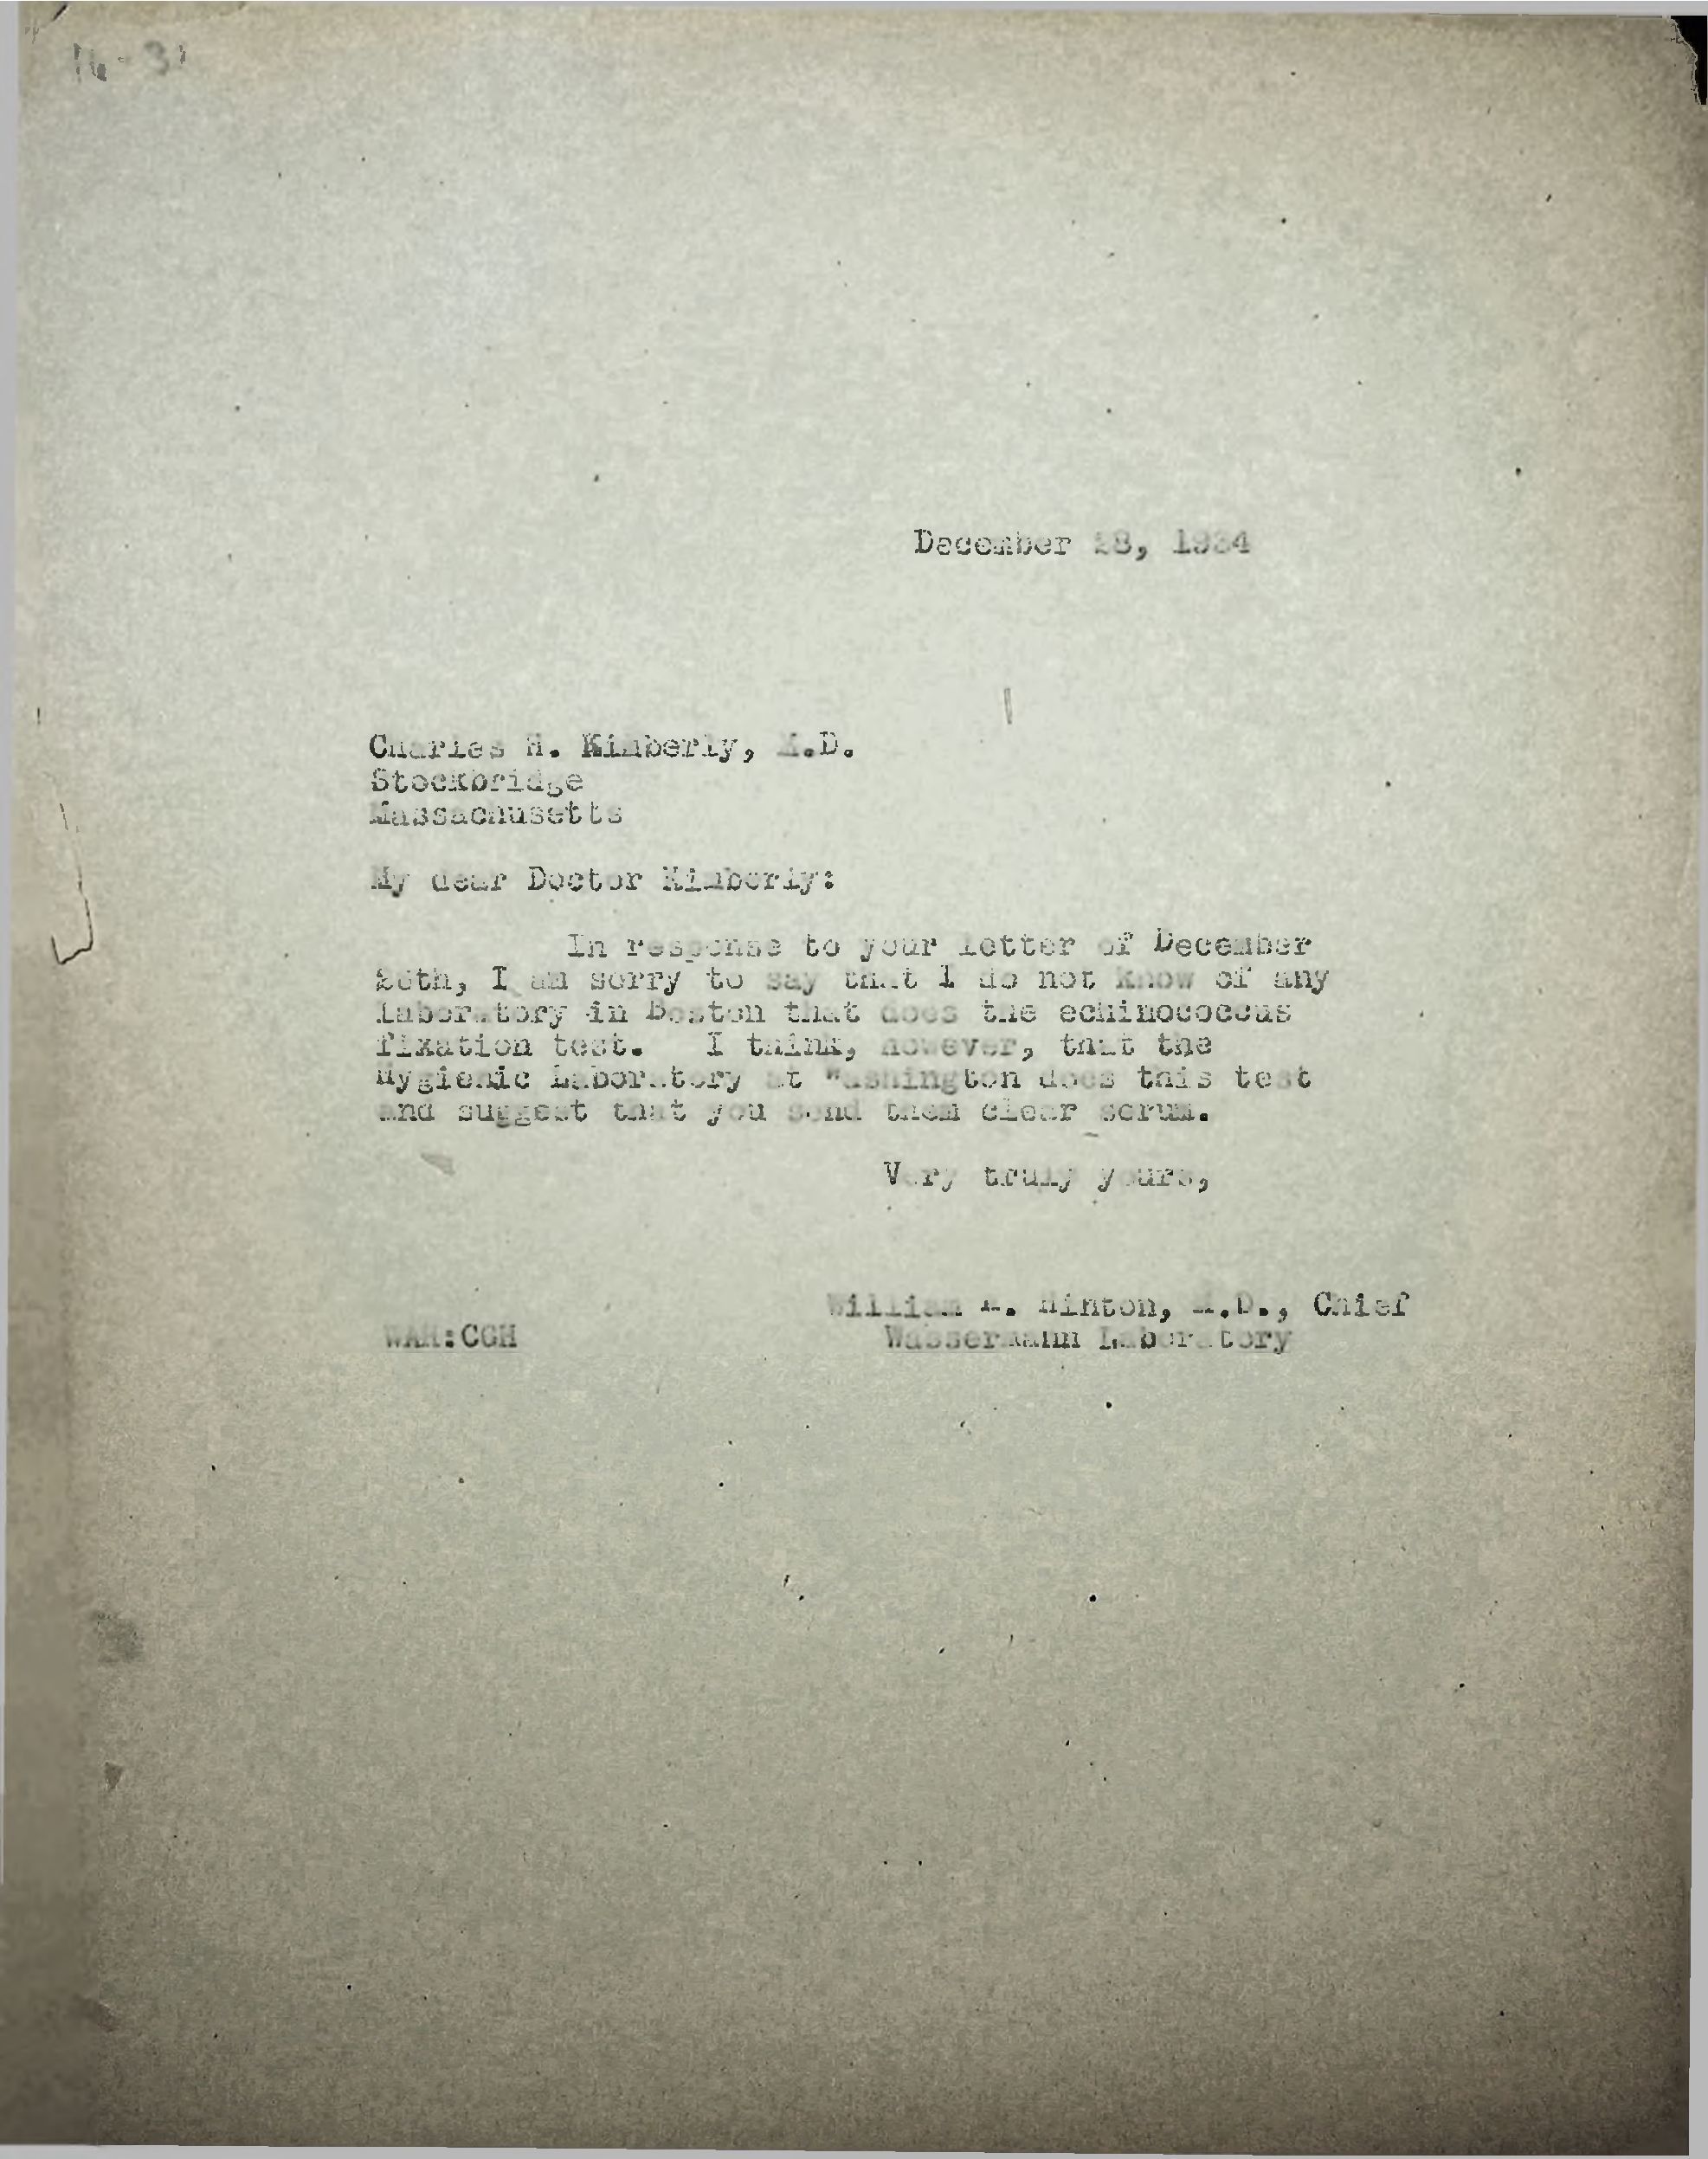 December 28, 1934
Charles H. Kimberly, M.D.
Stockbridge
Massachusetts
My dear Doctor Kimberly:
In response to your letter of December
I am sorry to say that I do not know of any
Laboratory in Boston that does the echinococcus
fixation test. I think, however, that the
Hygienic Laboratory at Washington does this test
and suggest that you send them clear serum.
Very truly yours,
William A. Hinton, M.D., Chief
WAH:CGH
Wassermann Laboratory